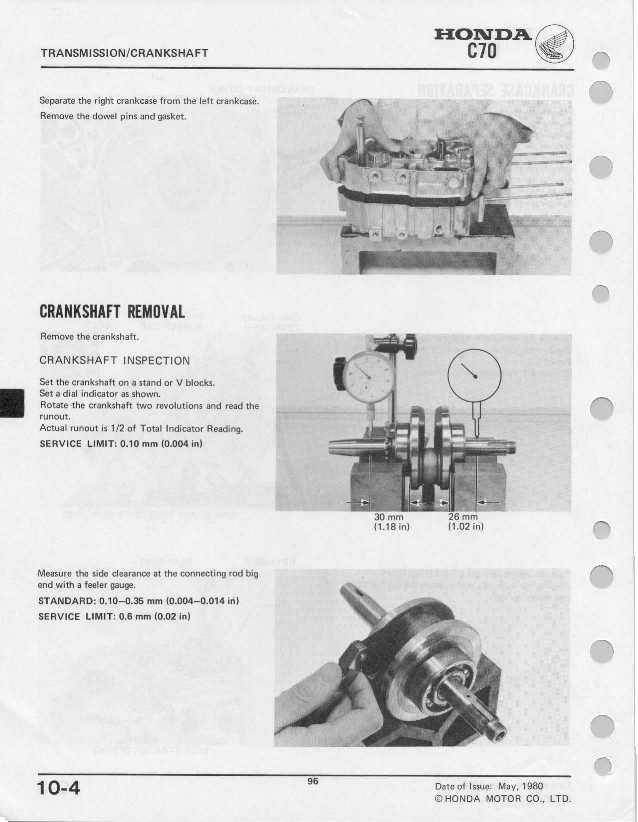 TRANSMISSION/CRANKSHAFT
HONDA
C70
Separate the right crankcase from the left crankcase.
Remove the dowel pins and gasket.
CRANKSHAFT REMOVAL
Remove the crankshaft.
CRANKSHAFT INSPECTION
Set the crankshaft on a stand or V blocks.
Set a dial indicator as shown.
Rotate the crankshaft two revolutions and read the
runout.
Actual runout is 1/2 of Total Indicator Reading.
SERVICE LIMIT: 0.10 mm (0.004 in)
30 mm
(1.18 in)
26 mm
(1.02 in)
Measure the side clearance at the connecting rod big
end with a feeler gauge.
STANDARD: 0.10–0.35 mm (0.004–0.014 in)
SERVICE LIMIT: 0.6 mm (0.02 in)
10-4
96
Date of Issue: May, 1980
© HONDA MOTOR CO., LTD.